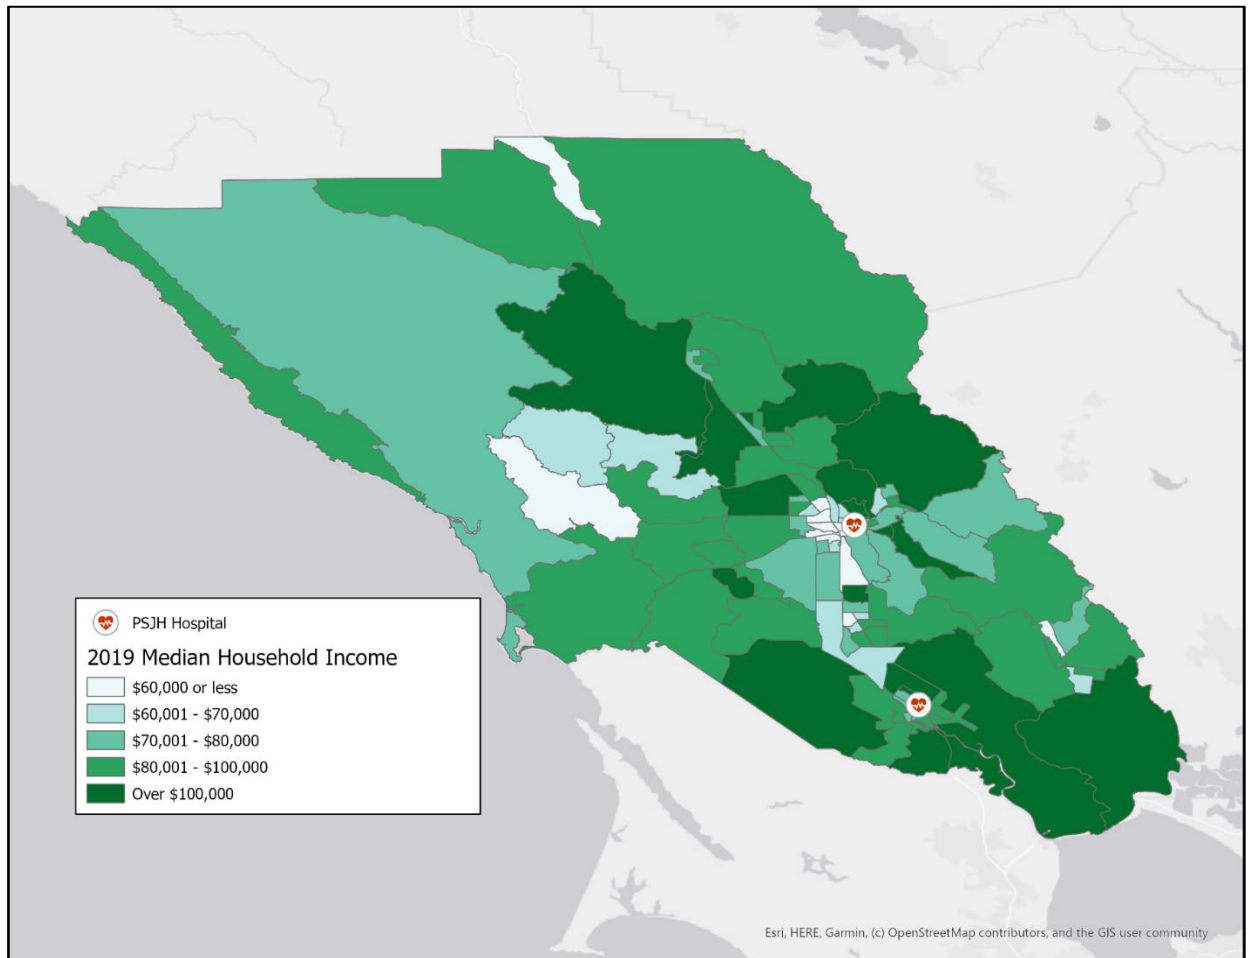 PSJH Hospital
2019 Median Household Income
$60,000 or less
$60,001 - $70,000
$70,001 - $80,000
$80,001 - $100,000
Over $100,000
Esri, HERE, Garmin, (c) OpenStreetMap contributors, and the GIS user community